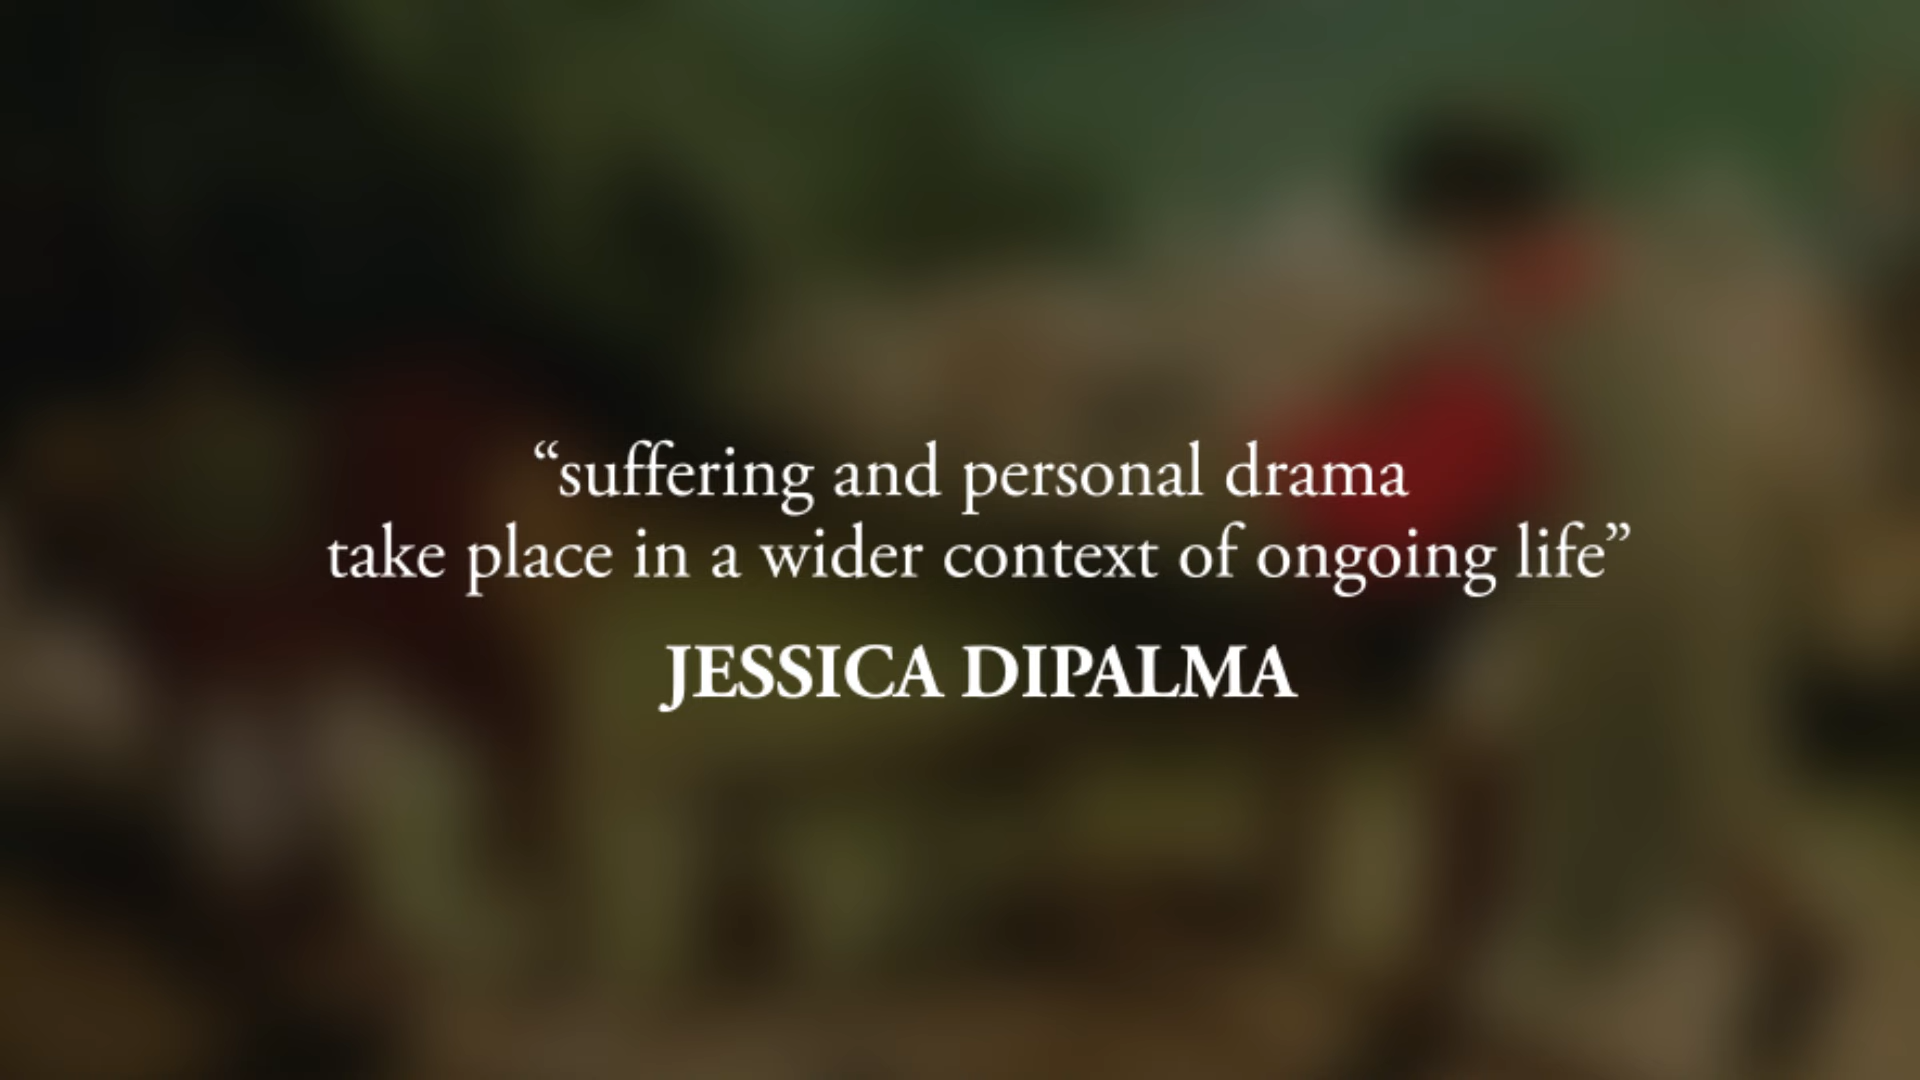 “suffering and personal drama
take place in a wider context of ongoing life”
JESSICA DIPALMA